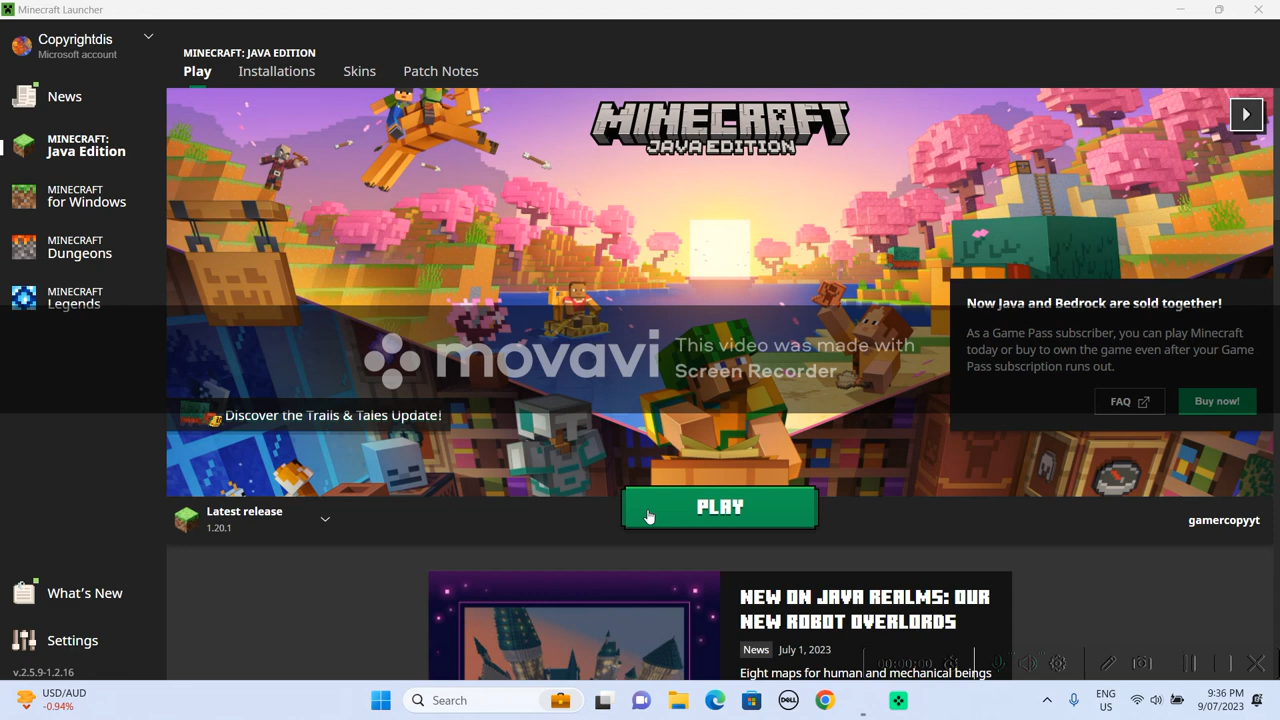 Minecraft Launcher
Copyrightdis
Microsoft account
News
MINECRAFT:
Java Edition
MINECRAFT
for Windows
MINECRAFT
Dungeons
MINECRAFT
Legends
What's New
Settings
v.2.5.9-1.2.16
MINECRAFT: JAVA EDITION
Play Installations Skins Patch Notes
MINECRAFT
JAVA EDITION
Now Java and Bedrock are sold together!
As a Game Pass subscriber, you can play Minecraft
today or buy to own the game even after your Game
Pass subscription runs out.
FAQ Buy now!
movavi
This video was made with
Screen Recorder
Discover the Trails & Tales Update!
Latest release
1.20.1
PLAY
gamercopyyt
NEW ON JAVA REALMS: OUR
NEW ROBOT OVERLORDS
News July 1, 2023
Eight maps for human and mechanical beings
00:00:00
USD/AUD
-0.94%
Search
DELL
ENG
US
9:36 PM
9/07/2023